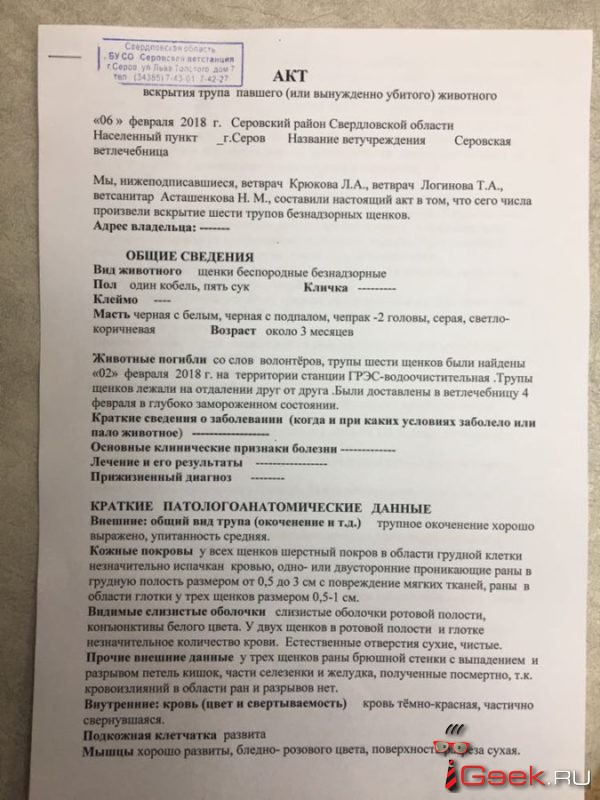 Свердловская область
БУ СО Серовская ветстанция
г.Серов ул Льва Толстого дом 7
тел (34385) 7-43-01 7-42-27
АКТ
вскрытия трупа павшего (или вынужденно убитого) животного
«06 » февраля 2018 г. Серовский район Свердловской области
Населенный пункт _г.Серов Название ветучреждения Серовская
ветлечебница
Мы, нижеподписавшиеся, ветврач Крюкова Л.А., ветврач Логинова Т.А.,
ветсанитар Асташенкова Н. М., составили настоящий акт в том, что сего числа
произвели вскрытие шести трупов безнадзорных щенков.
Адрес владельца: -------
ОБЩИЕ СВЕДЕНИЯ
Вид животного щенки беспородные безнадзорные
Пол один кобель, пять сук Кличка ---------
Клеймо ----
Масть черная с белым, черная с подпалом, чепрак -2 головы, серая, светло-
коричневая Возраст около 3 месяцев
Животные погибли со слов волонтёров, трупы шести щенков были найдены
«02» февраля 2018 г. на территории станции ГРЭС-водоочистительная .Трупы
щенков лежали на отдалении друг от друга .Были доставлены в ветлечебницу 4
февраля в глубоко замороженном состоянии.
Краткие сведения о заболевании (когда и при каких условиях заболело или
пало животное) ------------------
Основные клинические признаки болезни -------------
Лечение и его результаты -----------------
Прижизненный диагноз --------
КРАТКИЕ ПАТОЛОГОАНАТОМИЧЕСКИЕ ДАННЫЕ
Внешние: общий вид трупа (окоченение и т.д.) трупное окоченение хорошо
выражено, упитанность средняя.
Кожные покровы у всех щенков шерстный покров в области грудной клетки
незначительно испачкан кровью, одно- или двусторонние проникающие раны в
грудную полость размером от 0,5 до 3 см с повреждение мягких тканей, раны в
области глотки у трех щенков размером 0,5-1 см.
Видимые слизистые оболочки слизистые оболочки ротовой полости,
конъюнктивы белого цвета. У двух щенков в ротовой полости и глотке
незначительное количество крови. Естественные отверстия сухие, чистые.
Прочие внешние данные у трех щенков раны брюшной стенки с выпадением и
разрывом петель кишок, части селезенки и желудка, полученные посмертно, т.к.
кровоизлияний в области ран и разрывов нет.
Внутренние: кровь (цвет и свертываемость) кровь тёмно-красная, частично
свернувшаяся.
Подкожная клетчатка развита
Мышцы хорошо развиты, бледно- розового цвета, поверхность сухая.
iGeek.ru